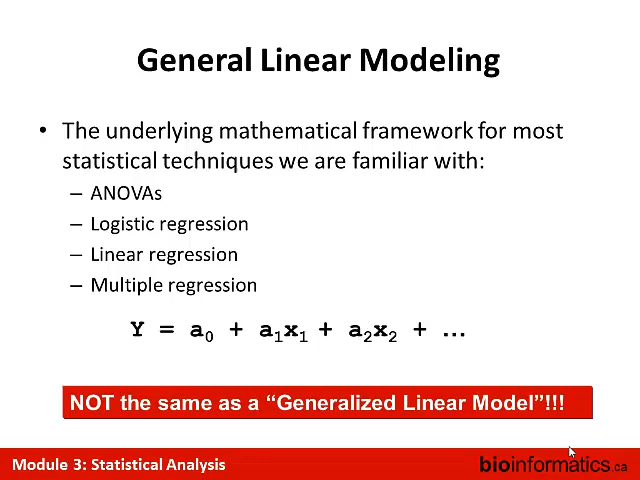 General Linear Modeling
• The underlying mathematical framework for most
statistical techniques we are familiar with:
– ANOVAs
– Logistic regression
– Linear regression
– Multiple regression
Y = a₀ + a₁x₁ + a₂x₂ + …
NOT the same as a “Generalized Linear Model”!!!
Module 3: Statistical Analysis
bioinformatics.ca